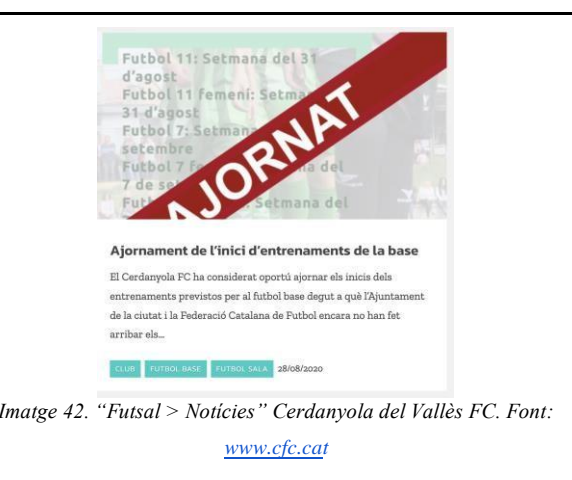 Futbol 11: Setmana del 31
d'agost
Futbol 11 femení:
31 d'agost
Futbol 7:
setembre
Futbol 7 del
7 de
Setmana del
AJORNAT
Ajornament de l'inici d'entrenaments de la base
El Cerdanyola FC ha considerat oportú ajornar els inicis dels
entrenaments previstos per al futbol base degut a què l'Ajuntament
de la ciutat i la Federació Catalana de Futbol encara no han fet
arribar els...
CLUB FUTBOL BASE FUTBOL SALA 28/08/2020
Imatge 42. “Futsal > Notícies” Cerdanyola del Vallès FC. Font:
www.cfc.cat